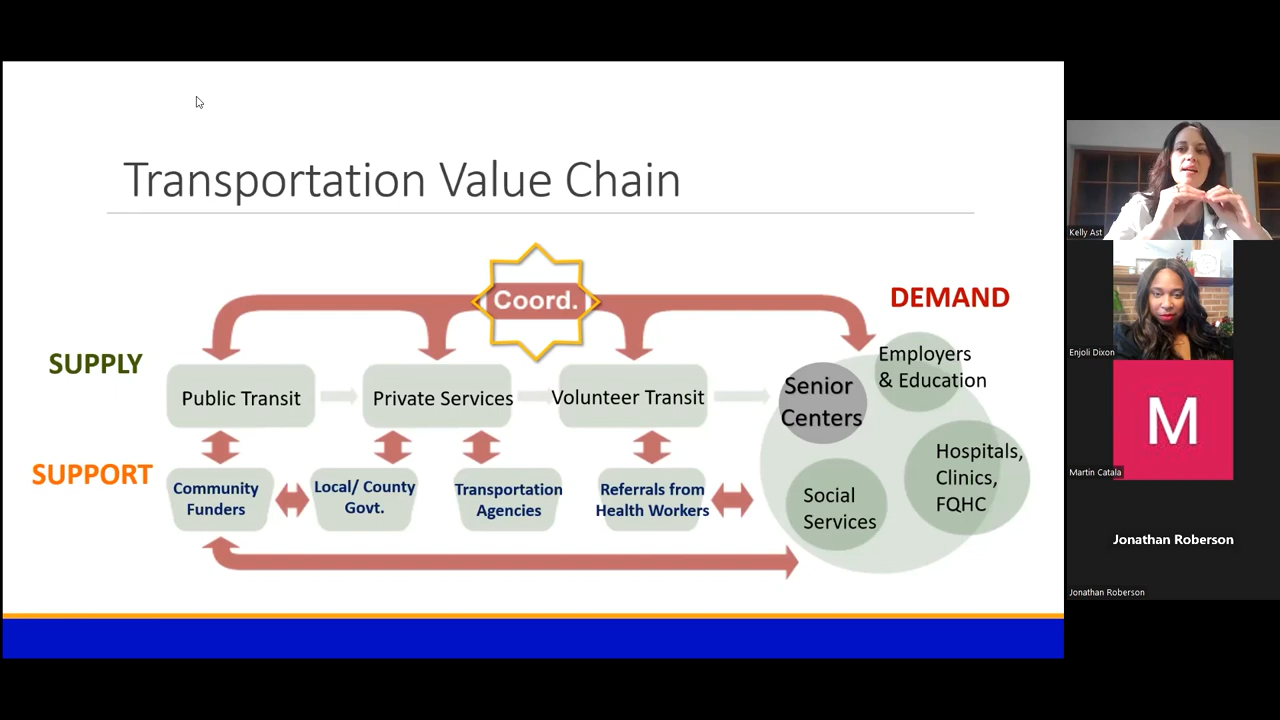 Transportation Value Chain
Coord.
DEMAND
SUPPLY
Public Transit
Private Services
Volunteer Transit
Senior
Centers
Employers
& Education
Hospitals,
Clinics,
FQHC
Social
Services
SUPPORT
Community
Funders
Local/ County
Govt.
Transportation
Agencies
Referrals from
Health Workers
Kelly Ast
Enjoli Dixon
M
Martin Catala
Jonathan Roberson
Jonathan Roberson